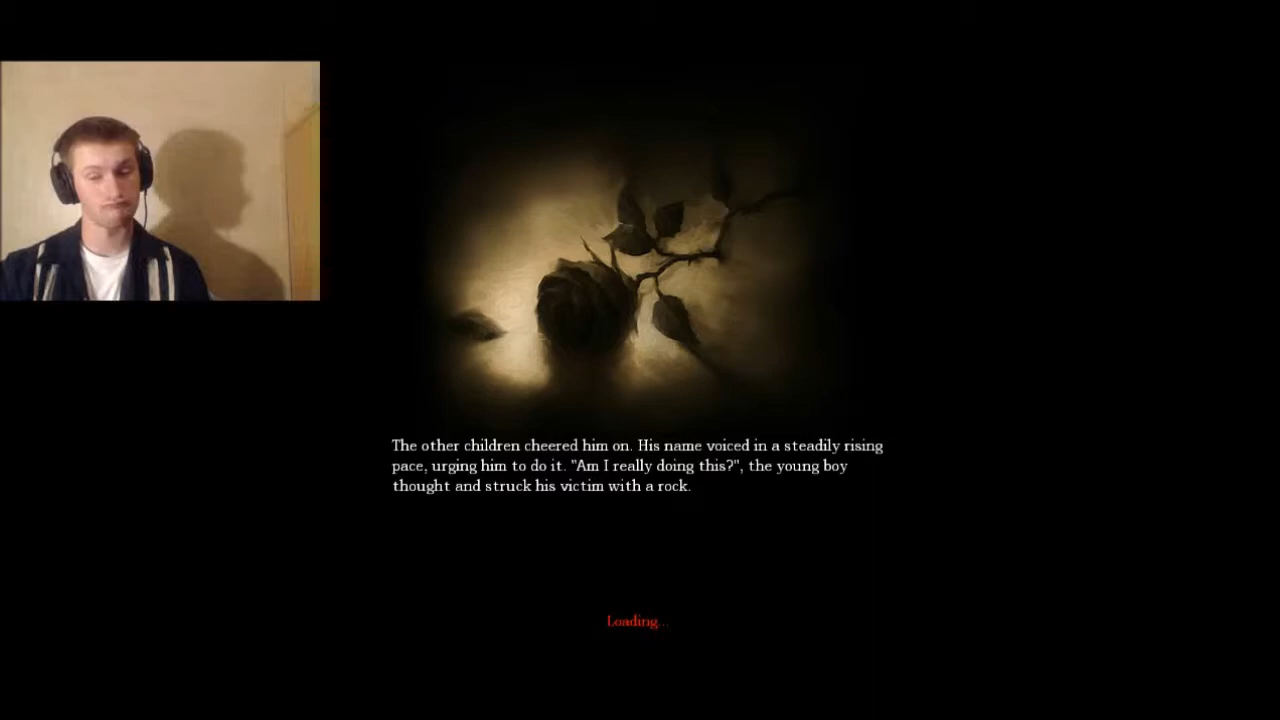 The other children cheered him on. His name voiced in a steadily rising
pace, urging him to do it. "Am I really doing this?", the young boy
thought and struck his victim with a rock.
Loading...